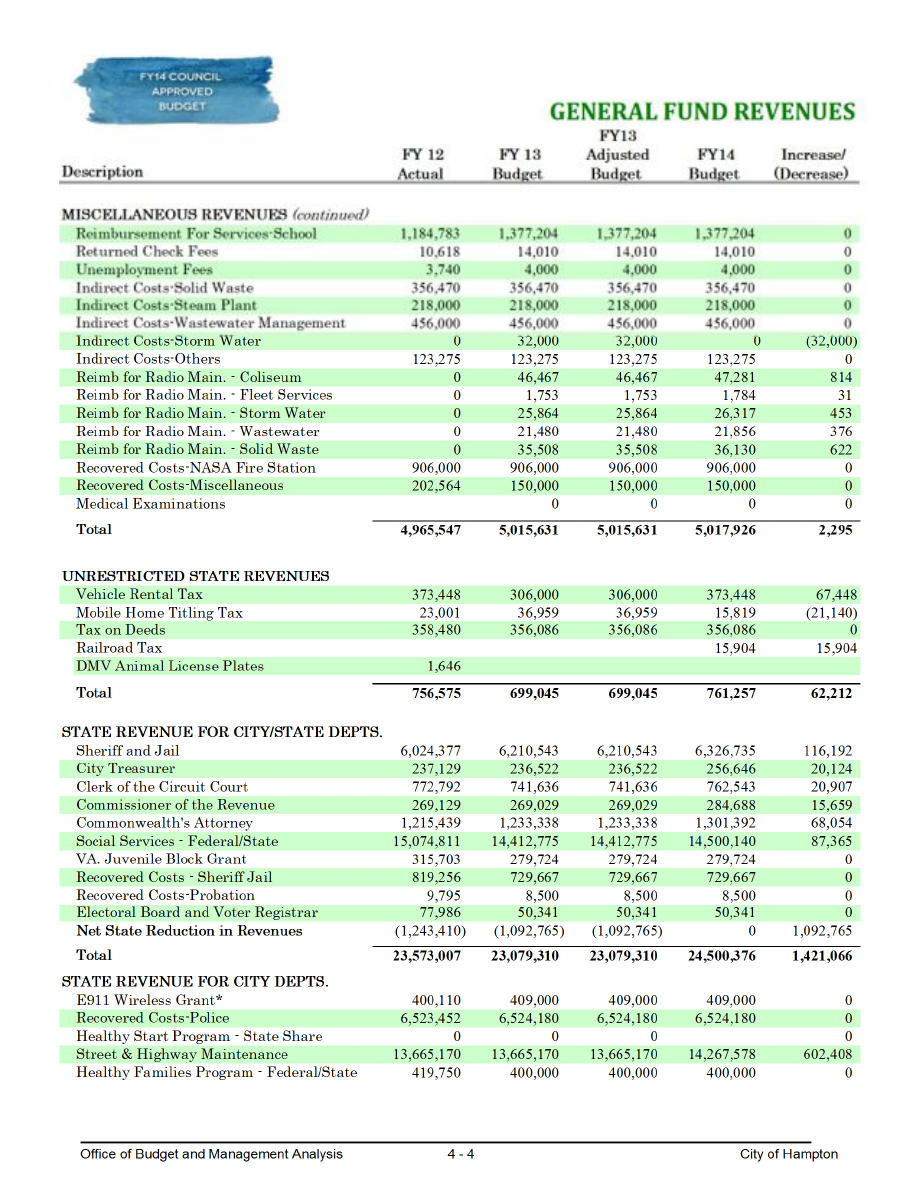 FY14 COUNCIL
APPROVED
BUDGET
GENERAL FUND REVENUES
FY13
FY 12 FY 13 Adjusted FY14 Increase/
Description Actual Budget Budget Budget (Decrease)
MISCELLANEOUS REVENUES (continued)
Reimbursement For Services-School 1,184,783 1,377,204 1,377,204 1,377,204 0
Returned Check Fees 10,618 14,010 14,010 14,010 0
Unemployment Fees 3,740 4,000 4,000 4,000 0
Indirect Costs-Solid Waste 356,470 356,470 356,470 356,470 0
Indirect Costs-Steam Plant 218,000 218,000 218,000 218,000 0
Indirect Costs-Wastewater Management 456,000 456,000 456,000 456,000 0
Indirect Costs-Storm Water 0 32,000 32,000 0 (32,000)
Indirect Costs-Others 123,275 123,275 123,275 123,275 0
Reimb for Radio Main. - Coliseum 0 46,467 46,467 47,281 814
Reimb for Radio Main. - Fleet Services 0 1,753 1,753 1,784 31
Reimb for Radio Main. - Storm Water 0 25,864 25,864 26,317 453
Reimb for Radio Main. - Wastewater 0 21,480 21,480 21,856 376
Reimb for Radio Main. - Solid Waste 0 35,508 35,508 36,130 622
Recovered Costs-NASA Fire Station 906,000 906,000 906,000 906,000 0
Recovered Costs-Miscellaneous 202,564 150,000 150,000 150,000 0
Medical Examinations 0 0 0 0
Total 4,965,547 5,015,631 5,015,631 5,017,926 2,295
UNRESTRICTED STATE REVENUES
Vehicle Rental Tax 373,448 306,000 306,000 373,448 67,448
Mobile Home Titling Tax 23,001 36,959 36,959 15,819 (21,140)
Tax on Deeds 358,480 356,086 356,086 356,086 0
Railroad Tax 15,904 15,904
DMV Animal License Plates 1,646
Total 756,575 699,045 699,045 761,257 62,212
STATE REVENUE FOR CITY/STATE DEPTS.
Sheriff and Jail 6,024,377 6,210,543 6,210,543 6,326,735 116,192
City Treasurer 237,129 236,522 236,522 256,646 20,124
Clerk of the Circuit Court 772,792 741,636 741,636 762,543 20,907
Commissioner of the Revenue 269,129 269,029 269,029 284,688 15,659
Commonwealth's Attorney 1,215,439 1,233,338 1,233,338 1,301,392 68,054
Social Services - Federal/State 15,074,811 14,412,775 14,412,775 14,500,140 87,365
VA. Juvenile Block Grant 315,703 279,724 279,724 279,724 0
Recovered Costs - Sheriff Jail 819,256 729,667 729,667 729,667 0
Recovered Costs-Probation 9,795 8,500 8,500 8,500 0
Electoral Board and Voter Registrar 77,986 50,341 50,341 50,341 0
Net State Reduction in Revenues (1,243,410) (1,092,765) (1,092,765) 0 1,092,765
Total 23,573,007 23,079,310 23,079,310 24,500,376 1,421,066
STATE REVENUE FOR CITY DEPTS.
E911 Wireless Grant* 400,110 409,000 409,000 409,000 0
Recovered Costs-Police 6,523,452 6,524,180 6,524,180 6,524,180 0
Healthy Start Program - State Share 0 0 0 0 0
Street & Highway Maintenance 13,665,170 13,665,170 13,665,170 14,267,578 602,408
Healthy Families Program - Federal/State 419,750 400,000 400,000 400,000 0
Office of Budget and Management Analysis 4 - 4 City of Hampton